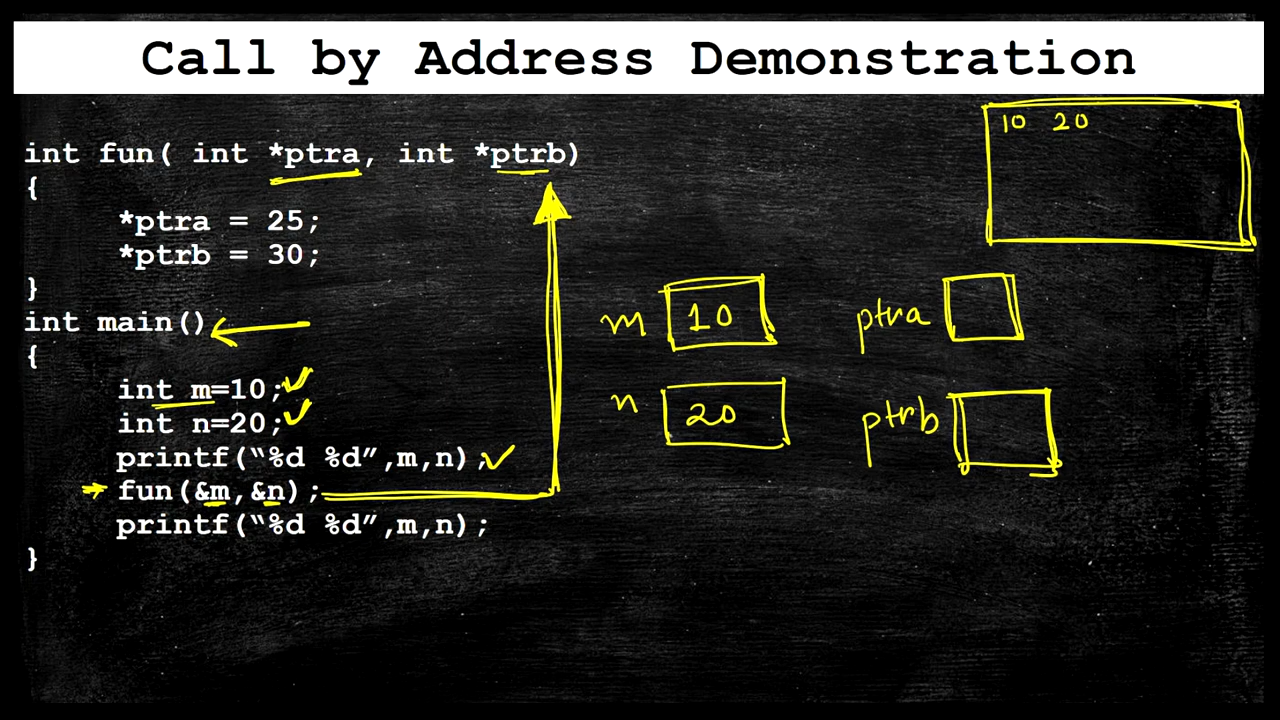 Call by Address Demonstration
10 20
int fun( int *ptra, int *ptrb)
{
*ptra = 25;
*ptrb = 30;
}
int main()
{
int m=10;
int n=20;
printf(“%d %d”,m,n);
fun(&m,&n);
printf(“%d %d”,m,n);
}
m 10 ptra
n 20 ptrb